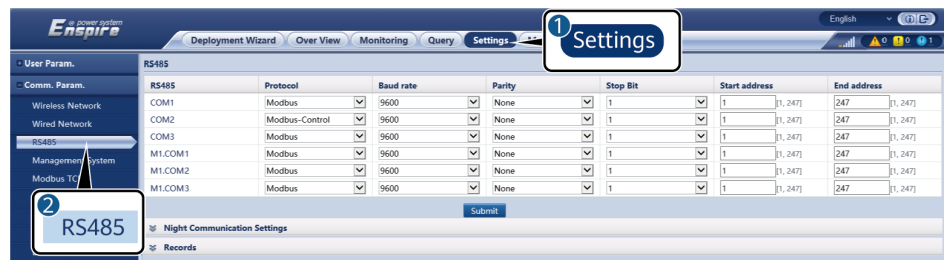 Enspire e power system
English
Deployment Wizard Over View Monitoring Query Settings
1 Settings
0 0 1
User Param.
Comm. Param.
Wireless Network
Wired Network
RS485
Management System
Modbus TC
2 RS485
RS485
RS485 Protocol Baud rate Parity Stop Bit Start address End address
COM1 Modbus 9600 None 1 1 [1, 247] 247 [1, 247]
COM2 Modbus-Control 9600 None 1 1 [1, 247] 247 [1, 247]
COM3 Modbus 9600 None 1 1 [1, 247] 247 [1, 247]
M1.COM1 Modbus 9600 None 1 1 [1, 247] 247 [1, 247]
M1.COM2 Modbus 9600 None 1 1 [1, 247] 247 [1, 247]
M1.COM3 Modbus 9600 None 1 1 [1, 247] 247 [1, 247]
Submit
Night Communication Settings
Records